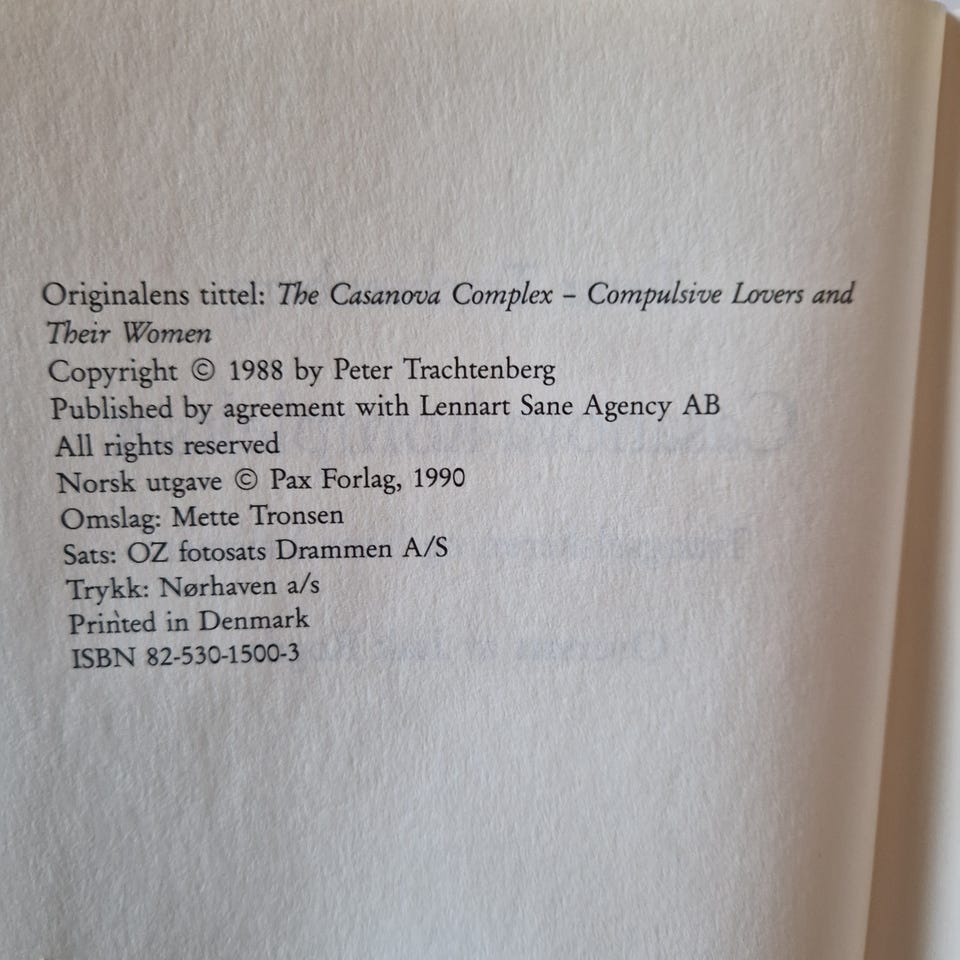 Originalens tittel: The Casanova Complex – Compulsive Lovers and
Their Women
Copyright © 1988 by Peter Trachtenberg
Published by agreement with Lennart Sane Agency AB
All rights reserved
Norsk utgave © Pax Forlag, 1990
Omslag: Mette Tronsen
Sats: OZ fotosats Drammen A/S
Trykk: Nørhaven a/s
Printed in Denmark
ISBN 82-530-1500-3